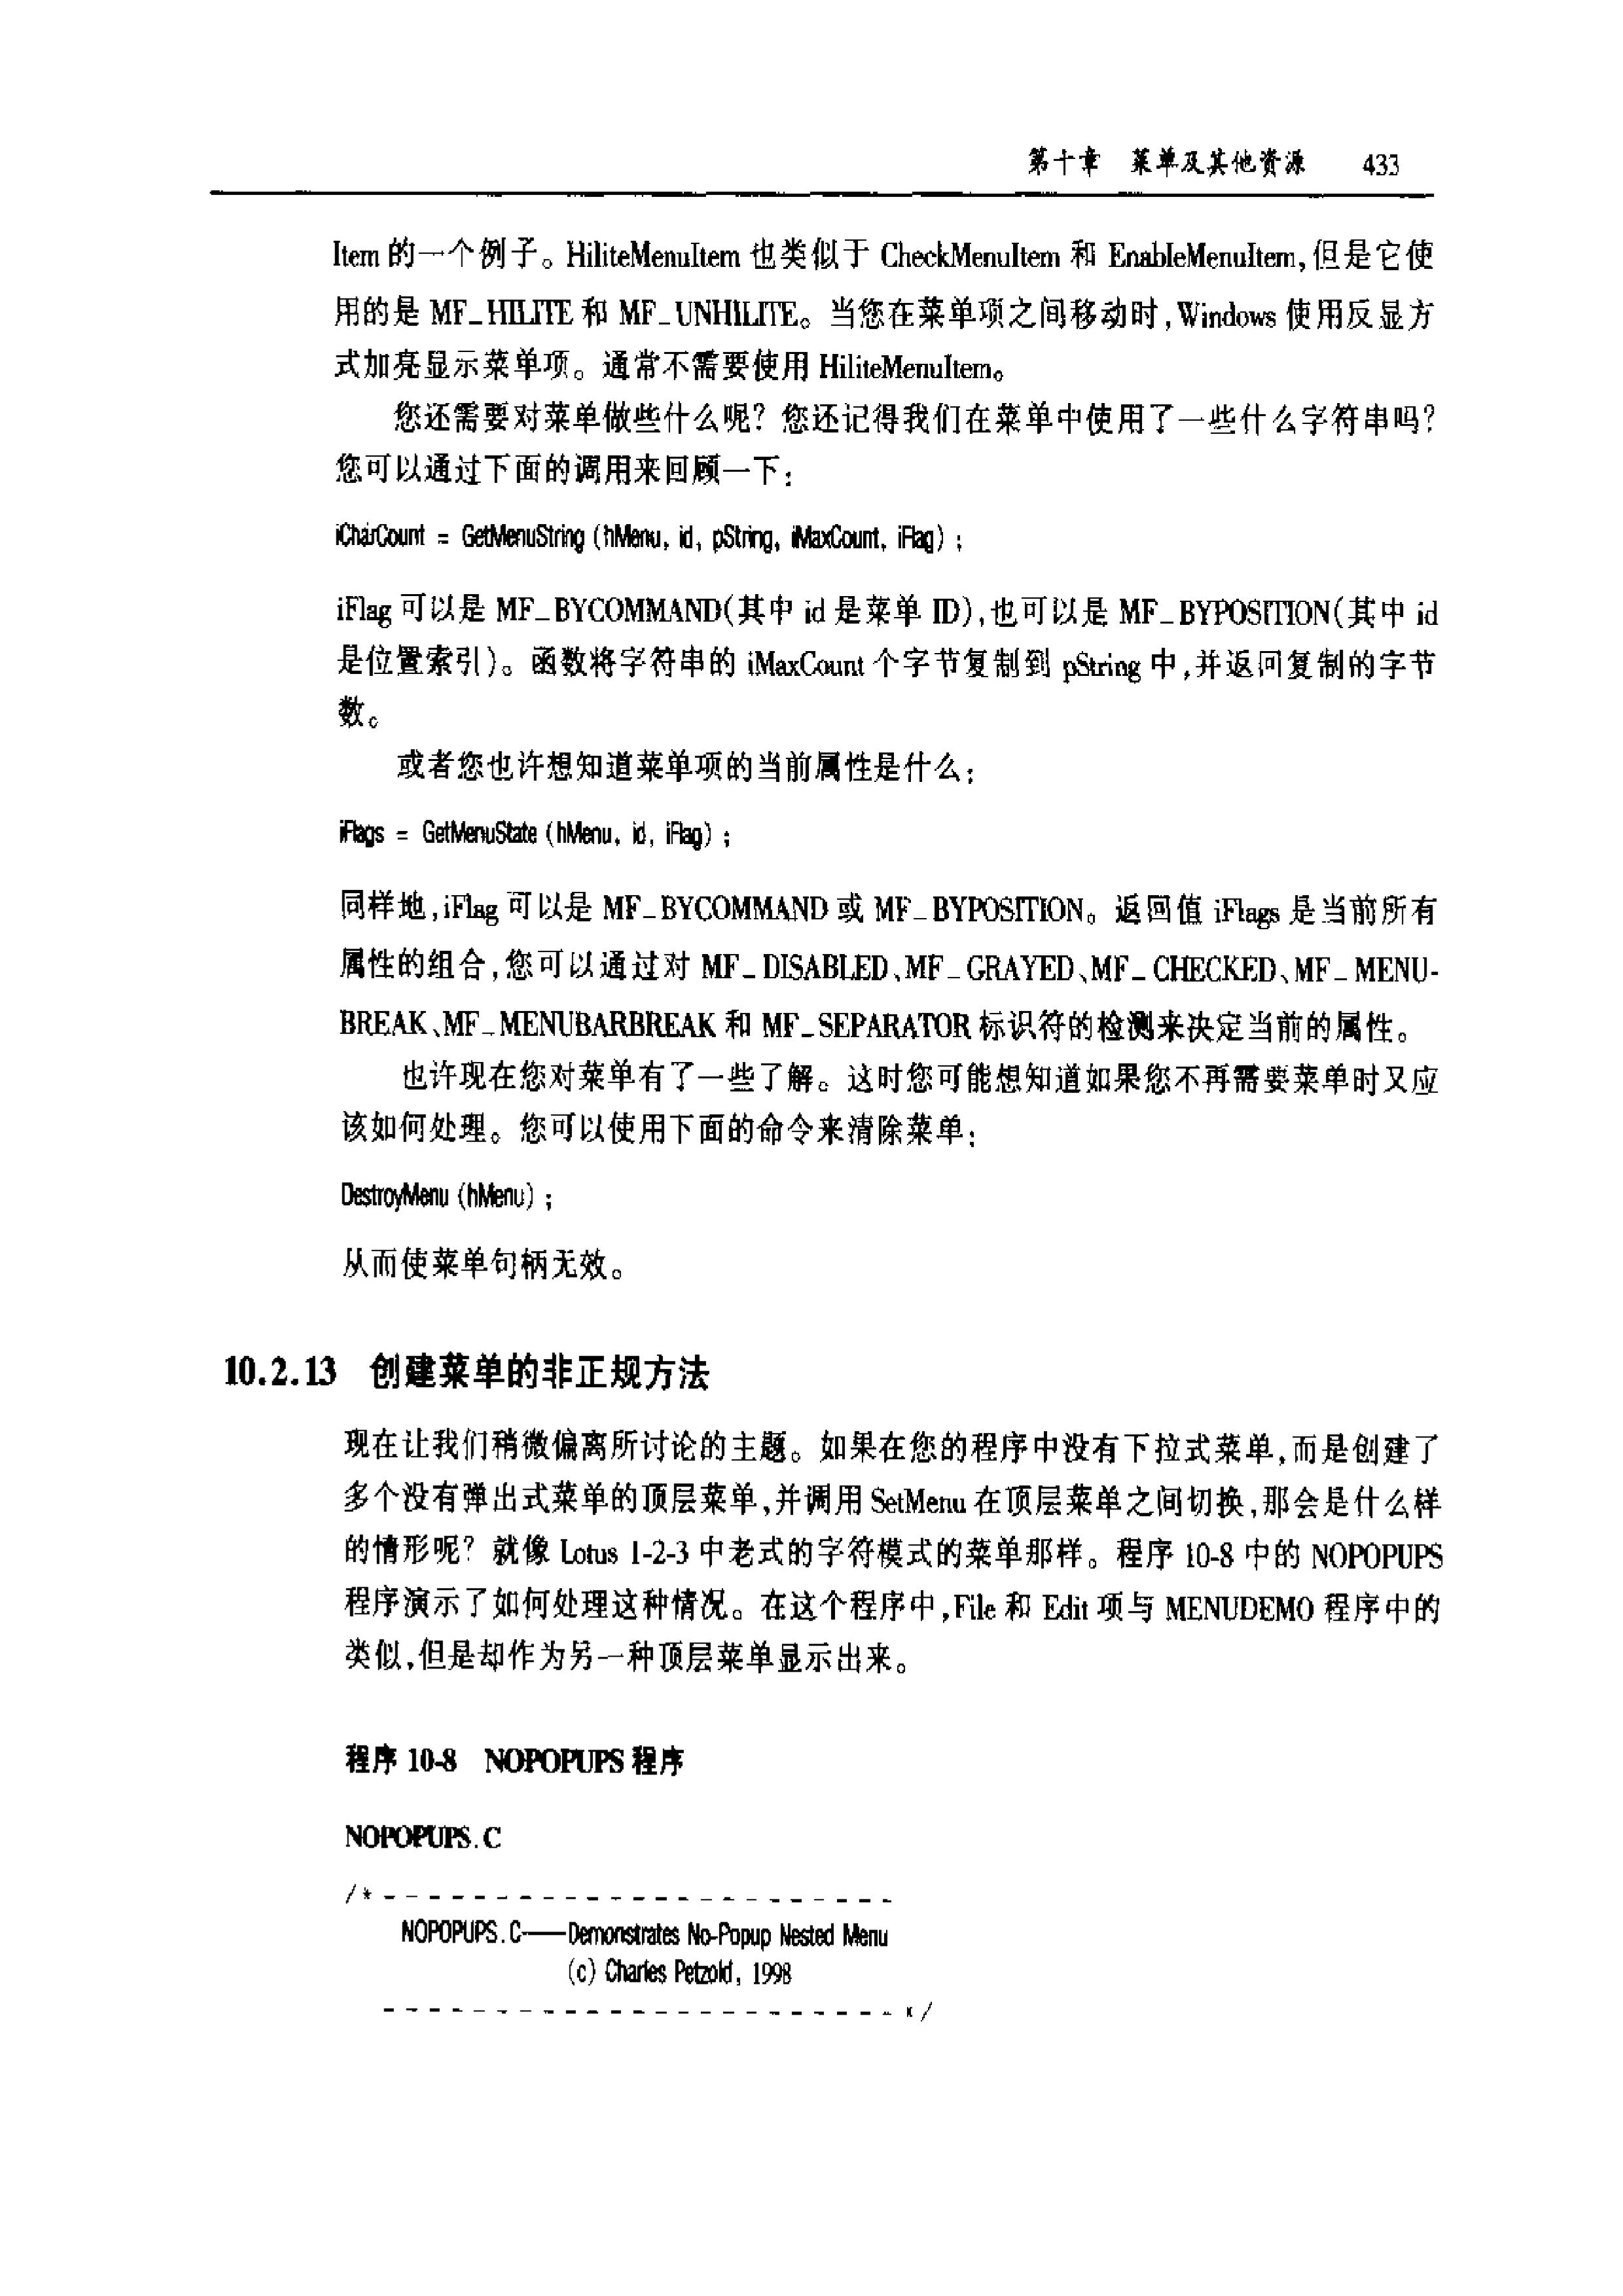 第十章 菜单及其他资源 433
Item 的一个例子。HiliteMenuItem 也类似于 CheckMenuItem 和 EnableMenuItem,但是它使
用的是 MF_HILITE 和 MF_UNHILITE。当您在菜单项之间移动时,Windows 使用反显方
式加亮显示菜单项。通常不需要使用 HiliteMenuItem。
您还需要对菜单做些什么呢？您还记得我们在菜单中使用了一些什么字符串吗？
您可以通过下面的调用来回顾一下：
iCharCount = GetMenuString (hMenu, id, pString, iMaxCount, iFlag) ;
iFlag 可以是 MF_BYCOMMAND(其中 id 是菜单 ID),也可以是 MF_BYPOSITION(其中 id
是位置索引)。函数将字符串的 iMaxCount 个字节复制到 pString 中,并返回复制的字节
数。
或者您也许想知道菜单项的当前属性是什么：
iFlags = GetMenuState (hMenu, id, iFlag) ;
同样地,iFlag 可以是 MF_BYCOMMAND 或 MF_BYPOSITION。返回值 iFlags 是当前所有
属性的组合,您可以通过对 MF_DISABLED、MF_GRAYED、MF_CHECKED、MF_MENU-
BREAK、MF_MENUBARBREAK 和 MF_SEPARATOR 标识符的检测来决定当前的属性。
也许现在您对菜单有了一些了解。这时您可能想知道如果您不再需要菜单时又应
该如何处理。您可以使用下面的命令来清除菜单：
DestroyMenu (hMenu) ;
从而使菜单句柄无效。
10.2.13 创建菜单的非正规方法
现在让我们稍微偏离所讨论的主题。如果在您的程序中没有下拉式菜单,而是创建了
多个没有弹出式菜单的顶层菜单,并调用 SetMenu 在顶层菜单之间切换,那会是什么样
的情形呢？就像 Lotus 1-2-3 中老式的字符模式的菜单那样。程序 10-8 中的 NOPOPUPS
程序演示了如何处理这种情况。在这个程序中,File 和 Edit 项与 MENUDEMO 程序中的
类似,但是却作为另一种顶层菜单显示出来。
程序 10-8 NOPOPUPS 程序
NOPOPUPS.C
/* - - - - - - - - - - - - - - - - - - - - - - -
NOPOPUPS.C——Demonstrates No-Popup Nested Menu
(c) Charles Petzold, 1998
- - - - - - - - - - - - - - - - - - - - - - - */